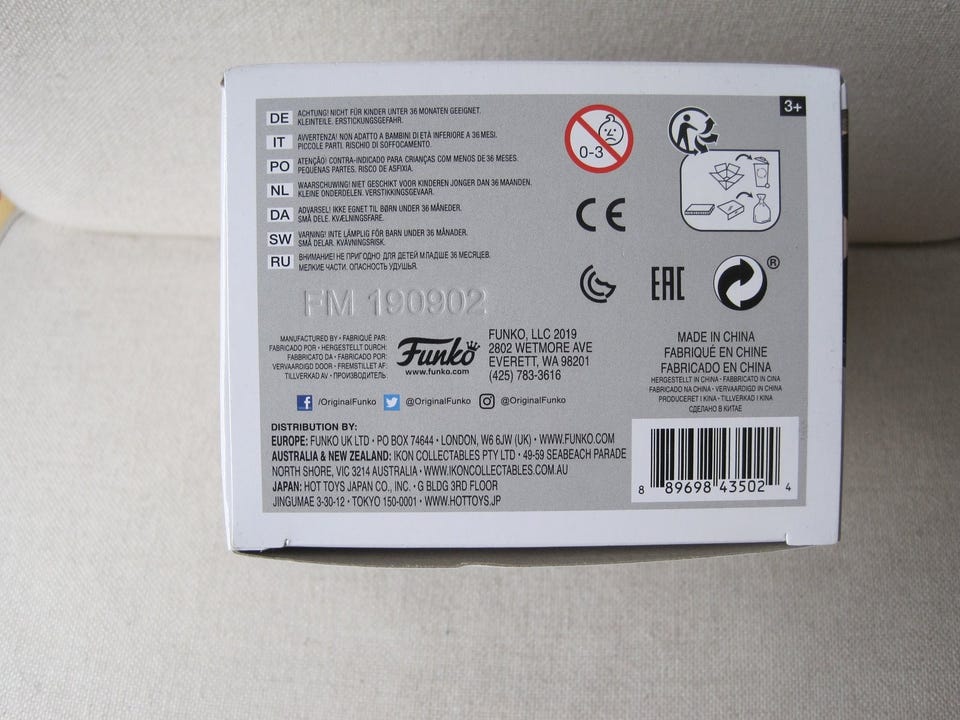 DE ACHTUNG! NICHT FÜR KINDER UNTER 36 MONATEN GEEIGNET.
KLEINTEILE. ERSTICKUNGSGEFAHR.
IT AVVERTENZA! NON ADATTO A BAMBINI DI ETÀ INFERIORE A 36 MESI.
PICCOLE PARTI. RISCHIO DI SOFFOCAMENTO.
PO ATENÇÃO! CONTRA-INDICADO PARA CRIANÇAS COM MENOS DE 36 MESES.
PEQUENAS PARTES. RISCO DE ASFIXIA.
NL WAARSCHUWING! NIET GESCHIKT VOOR KINDEREN JONGER DAN 36 MAANDEN.
KLEINE ONDERDELEN. VERSTIKKINGSGEVAAR.
DA ADVARSEL! IKKE EGNET TIL BØRN UNDER 36 MÅNEDER.
SMÅ DELE. KVÆLNINGSFARE.
SW VARNING! INTE LÄMPLIG FÖR BARN UNDER 36 MÅNADER.
SMÅ DELAR. KVÄVNINGSRISK.
RU ВНИМАНИЕ! НЕ ПРИГОДНО ДЛЯ ДЕТЕЙ МЛАДШЕ 36 МЕСЯЦЕВ.
МЕЛКИЕ ЧАСТИ. ОПАСНОСТЬ УДУШЬЯ.
0-3
3+
CE
EAC
®
FM 190902
MANUFACTURED BY • FABRIQUÉ PAR:
FABRICADO POR • HERGESTELLT DURCH:
FABBRICATO DA • FABRICADO POR:
VERVAARDIGD DOOR • FREMSTILLET AF:
TILLVERKAD AV • ПРОИЗВОДИТЕЛЬ:
Funko
www.funko.com
FUNKO, LLC 2019
2802 WETMORE AVE
EVERETT, WA 98201
(425) 783-3616
MADE IN CHINA
FABRIQUÉ EN CHINE
FABRICADO EN CHINA
HERGESTELLT IN CHINA • FABBRICATO IN CINA
FABRICADO NA CHINA • VERVAARDIGD IN CHINA
PRODUCERET I KINA • TILLVERKAD I KINA
СДЕЛАНО В КИТАЕ
f /OriginalFunko @OriginalFunko @OriginalFunko
DISTRIBUTION BY:
EUROPE: FUNKO UK LTD • PO BOX 74644 • LONDON, W6 6JW (UK) • WWW.FUNKO.COM
AUSTRALIA & NEW ZEALAND: IKON COLLECTABLES PTY LTD • 49-59 SEABEACH PARADE
NORTH SHORE, VIC 3214 AUSTRALIA • WWW.IKONCOLLECTABLES.COM.AU
JAPAN: HOT TOYS JAPAN CO., INC. • G BLDG 3RD FLOOR
JINGUMAE 3-30-12 • TOKYO 150-0001 • WWW.HOTTOYS.JP
8 89698 43502 4